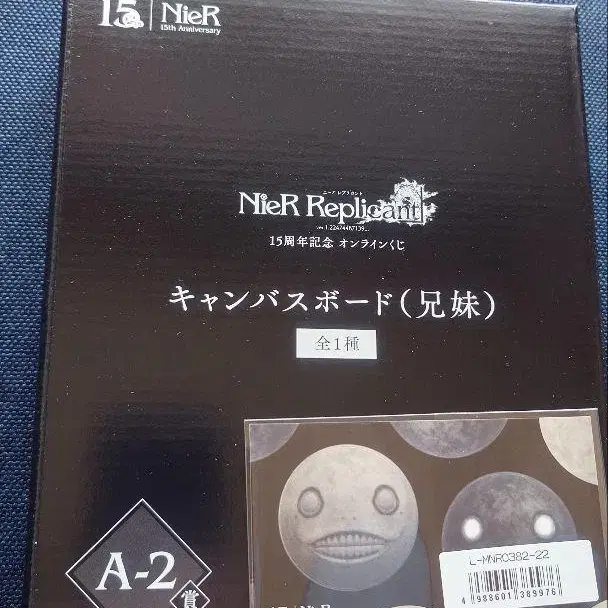 15 | NieR
15th Anniversary
ニーア レプリカント
NieR Replicant
ver.1.22474487139...
15周年記念 オンラインくじ
キャンバスボード(兄妹)
全1種
A-2
賞
L-MNR0382-22
4 988601 389976